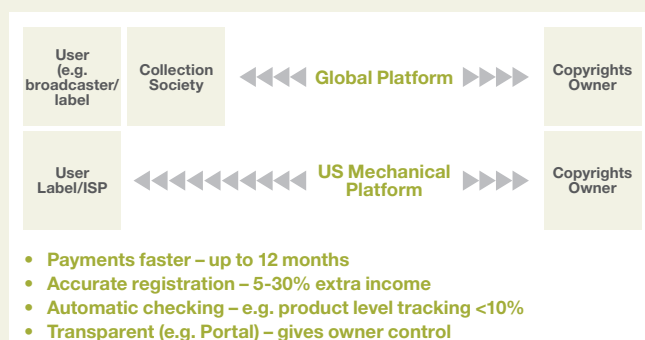 User
(e.g.
broadcaster/
label
Collection
Society
Global Platform
Copyrights
Owner
User
Label/ISP
US Mechanical
Platform
Copyrights
Owner
• Payments faster – up to 12 months
• Accurate registration – 5-30% extra income
• Automatic checking – e.g. product level tracking <10%
• Transparent (e.g. Portal) – gives owner control